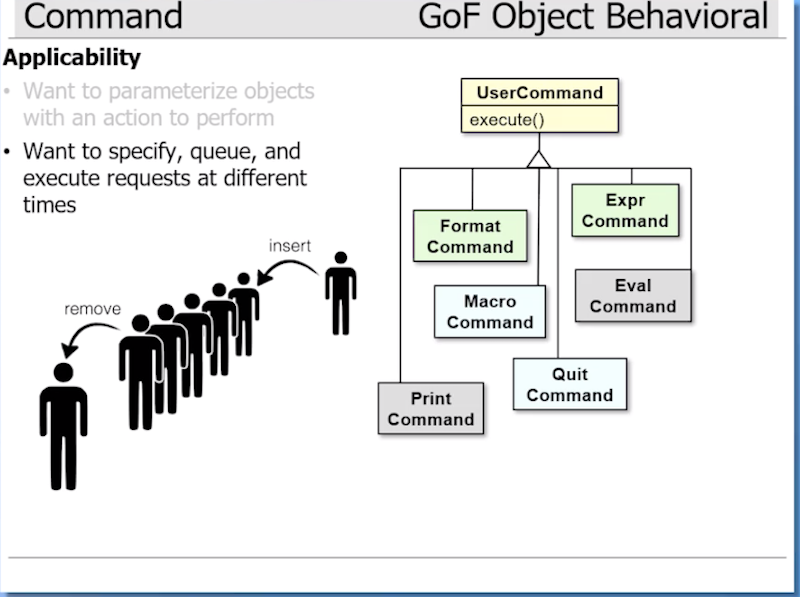 Command
GoF Object Behavioral
Applicability
• Want to parameterize objects
with an action to perform
• Want to specify, queue, and
execute requests at different
times
insert
remove
UserCommand
execute()
Expr
Command
Format
Command
Eval
Command
Macro
Command
Quit
Command
Print
Command